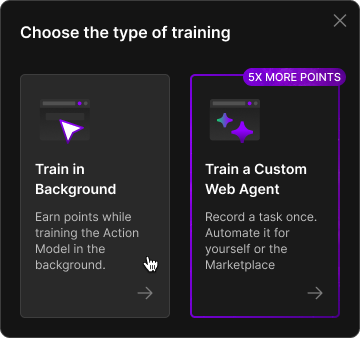 Choose the type of training
5X MORE POINTS
Train in
Background
Earn points while
training the Action
Model in the
background.
Train a Custom
Web Agent
Record a task once.
Automate it for
yourself or the
Marketplace